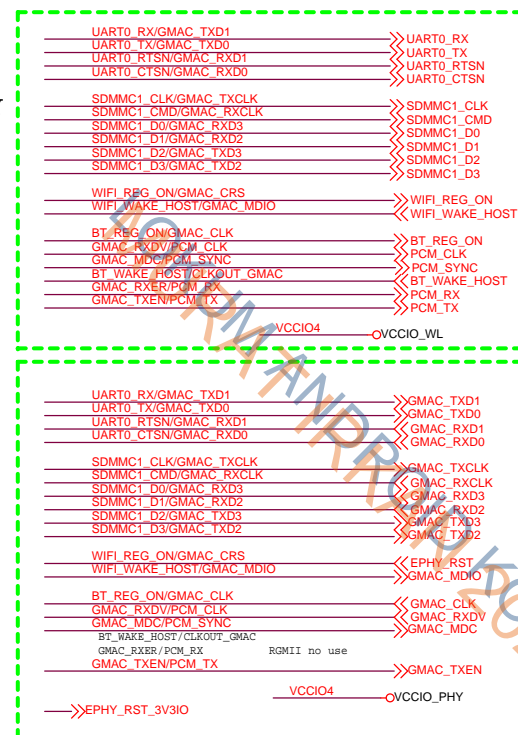 UART0_RX/GMAC_TXD1 UART0_RX
UART0_TX/GMAC_TXD0 UART0_TX
UART0_RTSN/GMAC_RXD1 UART0_RTSN
UART0_CTSN/GMAC_RXD0 UART0_CTSN
SDMMC1_CLK/GMAC_TXCLK SDMMC1_CLK
SDMMC1_CMD/GMAC_RXCLK SDMMC1_CMD
SDMMC1_D0/GMAC_RXD3 SDMMC1_D0
SDMMC1_D1/GMAC_RXD2 SDMMC1_D1
SDMMC1_D2/GMAC_TXD3 SDMMC1_D2
SDMMC1_D3/GMAC_TXD2 SDMMC1_D3
WIFI_REG_ON/GMAC_CRS WIFI_REG_ON
WIFI_WAKE_HOST/GMAC_MDIO WIFI_WAKE_HOST
BT_REG_ON/GMAC_CLK BT_REG_ON
GMAC_RXDV/PCM_CLK PCM_CLK
GMAC_MDC/PCM_SYNC PCM_SYNC
BT_WAKE_HOST/CLKOUT_GMAC BT_WAKE_HOST
GMAC_RXER/PCM_RX PCM_RX
GMAC_TXEN/PCM_TX PCM_TX
VCCIO4 VCCIO_WL
UART0_RX/GMAC_TXD1 GMAC_TXD1
UART0_TX/GMAC_TXD0 GMAC_TXD0
UART0_RTSN/GMAC_RXD1 GMAC_RXD1
UART0_CTSN/GMAC_RXD0 GMAC_RXD0
SDMMC1_CLK/GMAC_TXCLK GMAC_TXCLK
SDMMC1_CMD/GMAC_RXCLK GMAC_RXCLK
SDMMC1_D0/GMAC_RXD3 GMAC_RXD3
SDMMC1_D1/GMAC_RXD2 GMAC_RXD2
SDMMC1_D2/GMAC_TXD3 GMAC_TXD3
SDMMC1_D3/GMAC_TXD2 GMAC_TXD2
WIFI_REG_ON/GMAC_CRS EPHY_RST
WIFI_WAKE_HOST/GMAC_MDIO GMAC_MDIO
BT_REG_ON/GMAC_CLK GMAC_CLK
GMAC_RXDV/PCM_CLK GMAC_RXDV
GMAC_MDC/PCM_SYNC GMAC_MDC
BT_WAKE_HOST/CLKOUT_GMAC
GMAC_RXER/PCM_RX RGMII no use
GMAC_TXEN/PCM_TX GMAC_TXEN
VCCIO4 VCCIO_PHY
EPHY_RST_3V3IO